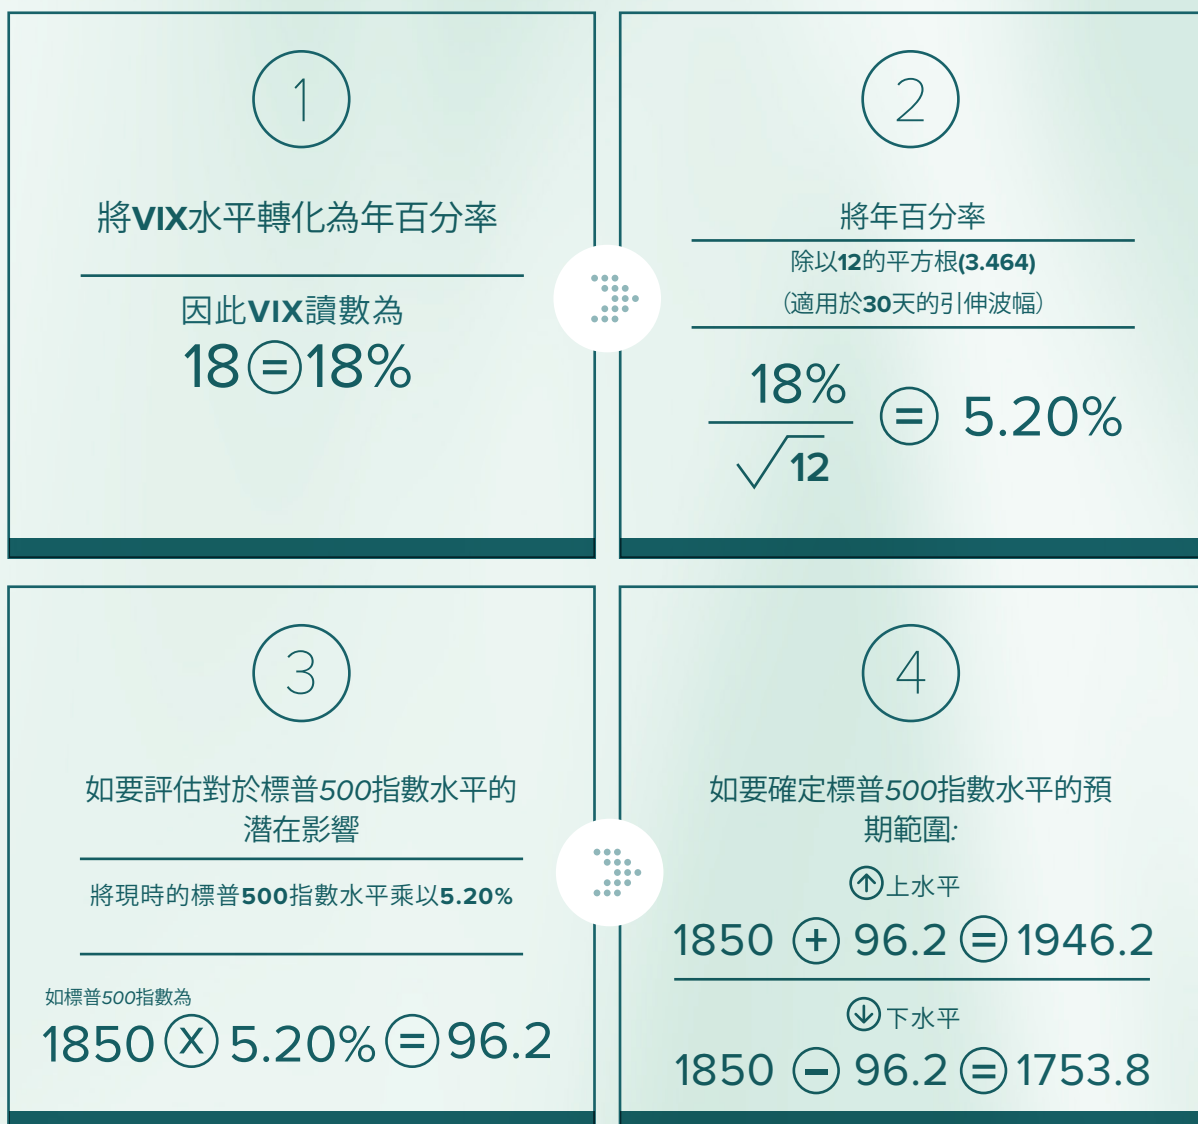 1
將VIX水平轉化為年百分率
因此VIX讀數為
18 = 18%
2
將年百分率
除以12的平方根(3.464)
（適用於30天的引伸波幅）
18%
√12
= 5.20%
3
如要評估對於標普500指數水平的
潛在影響
將現時的標普500指數水平乘以5.20%
如標普500指數為
1850 X 5.20% = 96.2
4
如要確定標普500指數水平的預
期範圍:
↑上水平
1850 + 96.2 = 1946.2
↓下水平
1850 - 96.2 = 1753.8